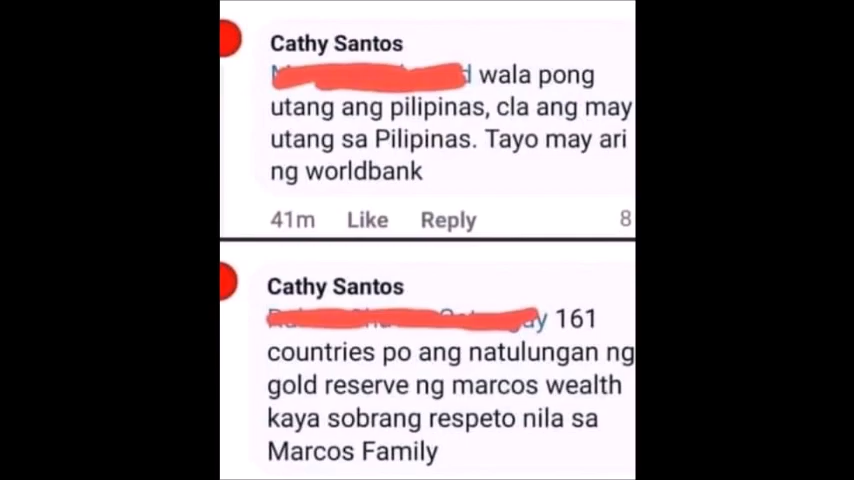 Cathy Santos
wala pong
utang ang pilipinas, cla ang may
utang sa Pilipinas. Tayo may ari
ng worldbank
41m Like Reply 8
Cathy Santos
161
countries po ang natulungan ng
gold reserve ng marcos wealth
kaya sobrang respeto nila sa
Marcos Family